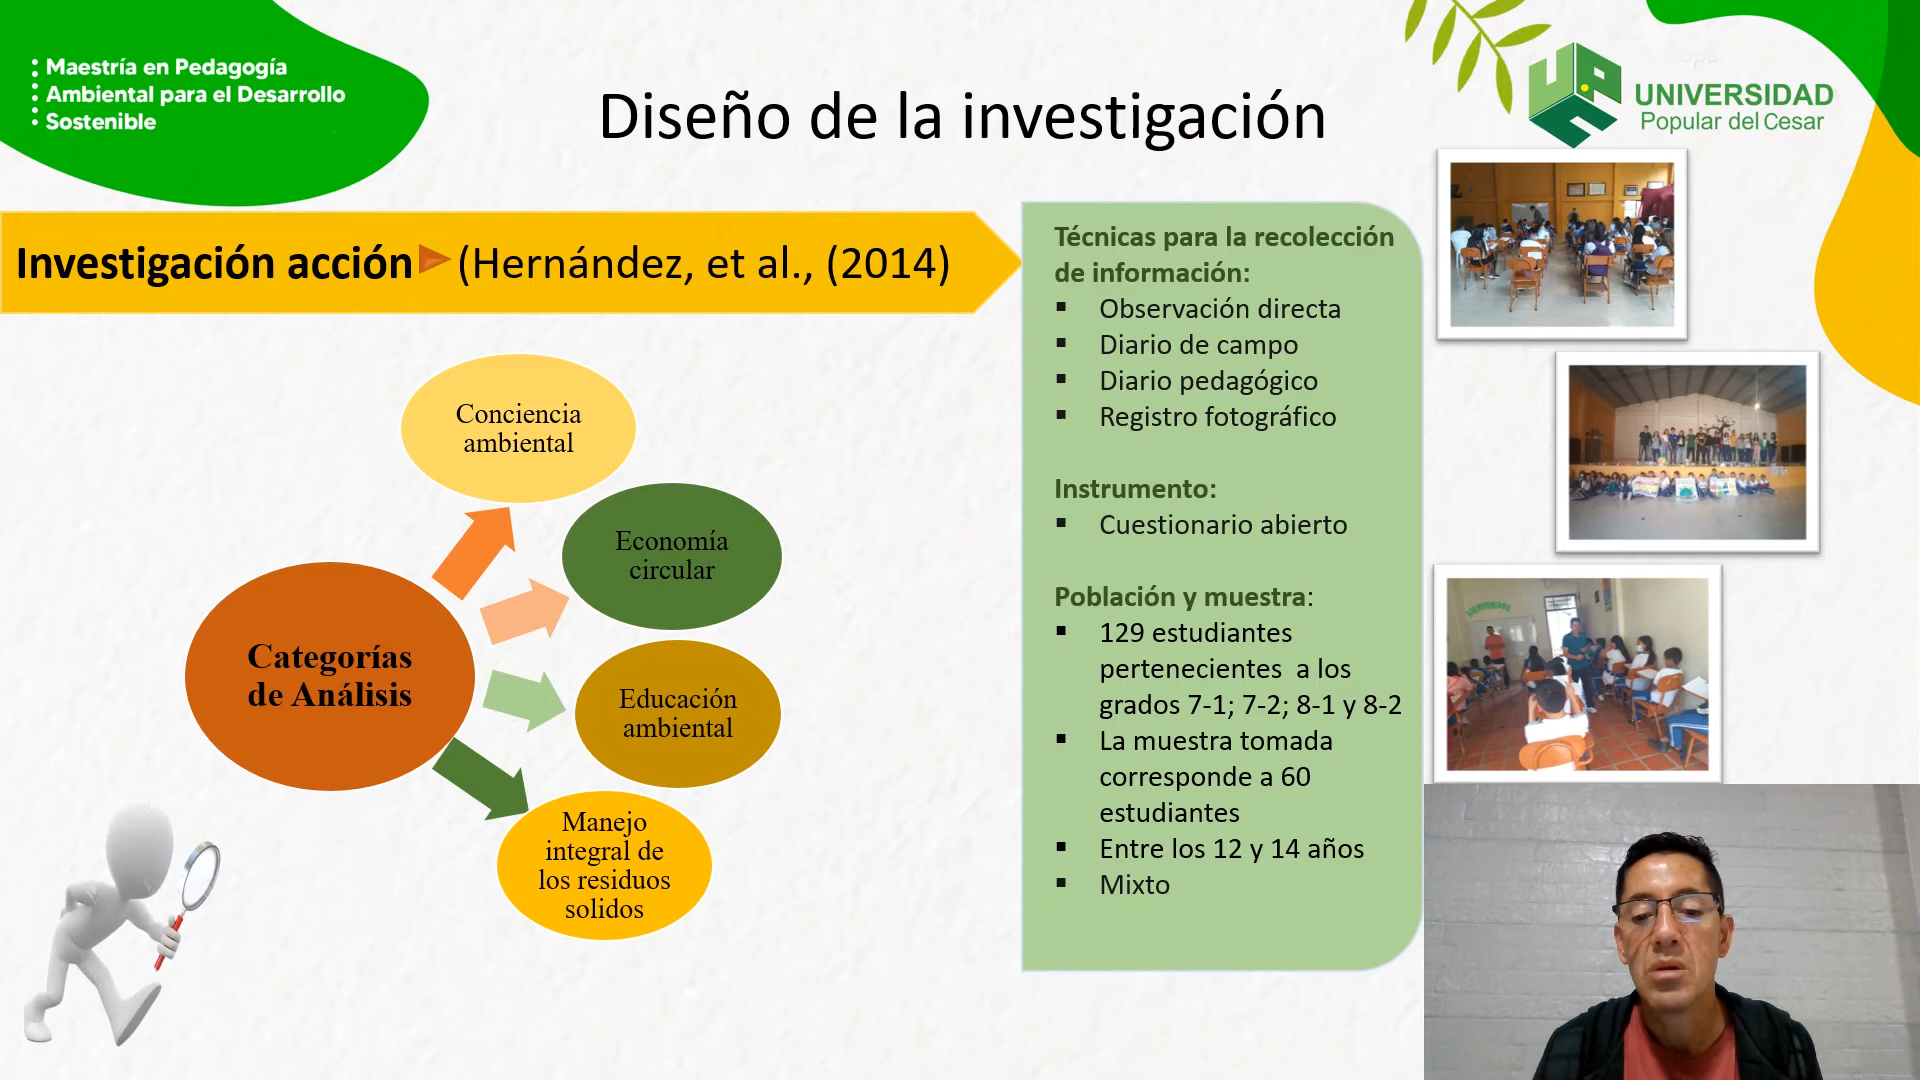 Maestría en Pedagogía
Ambiental para el Desarrollo
Sostenible
Diseño de la investigación
UNIVERSIDAD
Popular del Cesar
Investigación acción (Hernández, et al., (2014)
Conciencia
ambiental
Economía
circular
Categorías
de Análisis
Educación
ambiental
Manejo
integral de
los residuos
solidos
Técnicas para la recolección
de información:
▪ Observación directa
▪ Diario de campo
▪ Diario pedagógico
▪ Registro fotográfico
Instrumento:
▪ Cuestionario abierto
Población y muestra:
▪ 129 estudiantes
pertenecientes a los
grados 7-1; 7-2; 8-1 y 8-2
▪ La muestra tomada
corresponde a 60
estudiantes
▪ Entre los 12 y 14 años
▪ Mixto